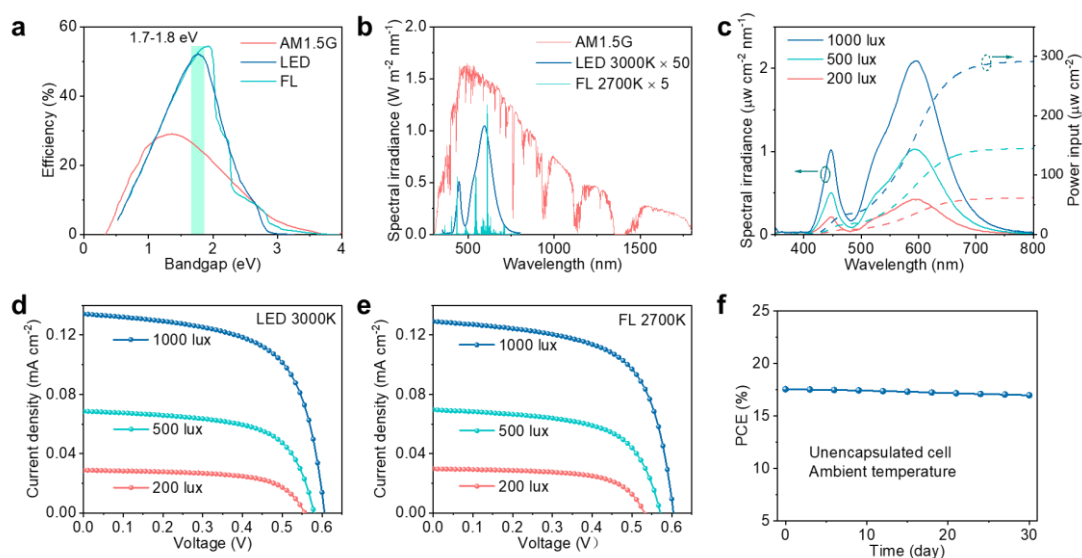 a
1.7-1.8 eV
AM1.5G
LED
FL
Efficiency (%)
60
50
40
30
20
10
0
0
1
2
3
4
Bandgap (eV)
b
AM1.5G
LED 3000K × 50
FL 2700K × 5
Spectral irradiance (W m⁻² nm⁻¹)
2.0
1.5
1.0
0.5
0.0
500
1000
1500
Wavelength (nm)
c
1000 lux
500 lux
200 lux
Spectral irradiance (μw cm⁻²)
2
1
0
Power input (μw cm⁻²)
300
200
100
0
400
500
600
700
800
Wavelength (nm)
d
LED 3000K
1000 lux
500 lux
200 lux
Current density (mA cm⁻²)
0.12
0.08
0.04
0.00
0.0
0.1
0.2
0.3
0.4
0.5
0.6
Voltage (V)
e
FL 2700K
1000 lux
500 lux
200 lux
Current density (mA cm⁻²)
0.12
0.08
0.04
0.00
0.0
0.1
0.2
0.3
0.4
0.5
0.6
Voltage (V)
f
PCE (%)
25
20
15
10
5
Unencapsulated cell
Ambient temperature
0
10
20
30
Time (day)